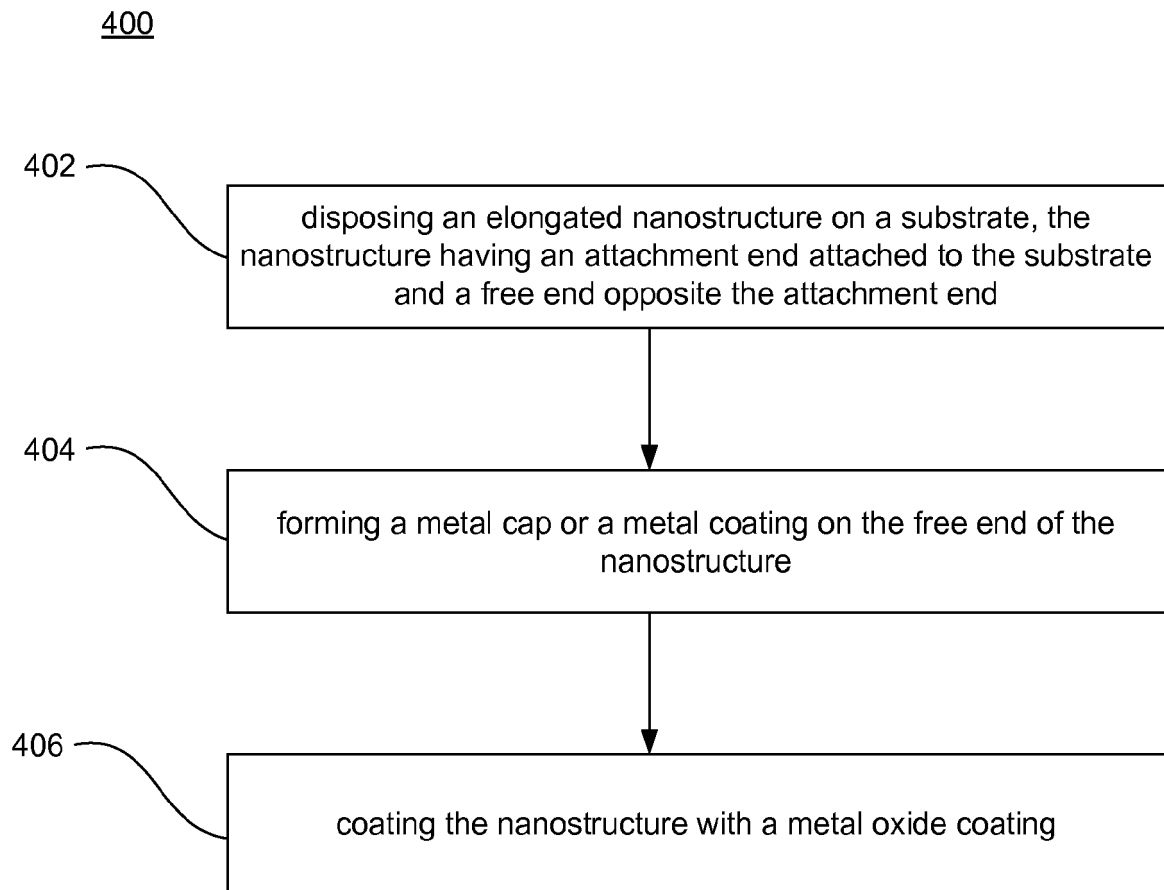 400
402
disposing an elongated nanostructure on a substrate, the
nanostructure having an attachment end attached to the substrate
and a free end opposite the attachment end
404
forming a metal cap or a metal coating on the free end of the
nanostructure
406
coating the nanostructure with a metal oxide coating